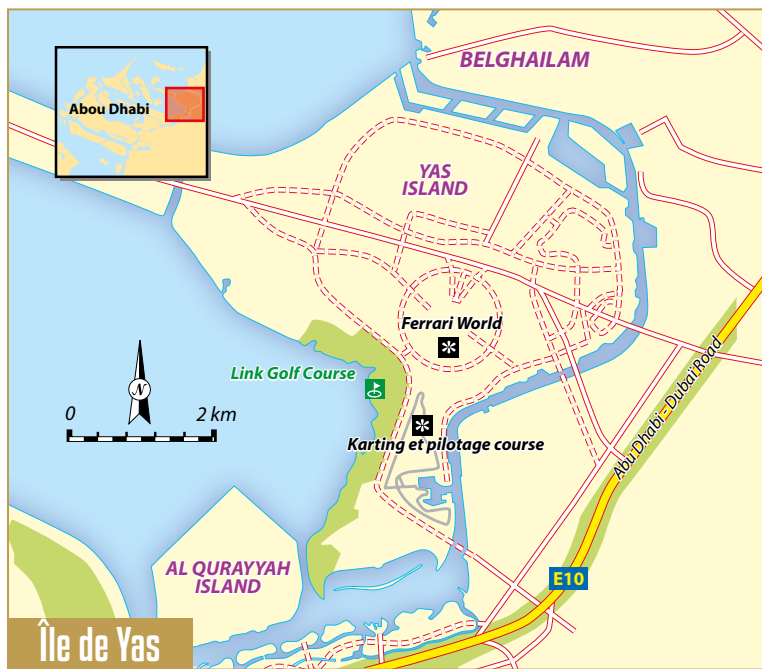 BELGHAILAM
Abou Dhabi
YAS
ISLAND
Ferrari World
Link Golf Course
N
0 2 km
Karting et pilotage course
Abu Dhabi - Dubaï Road
AL QURAYYAH
ISLAND
E10
Île de Yas